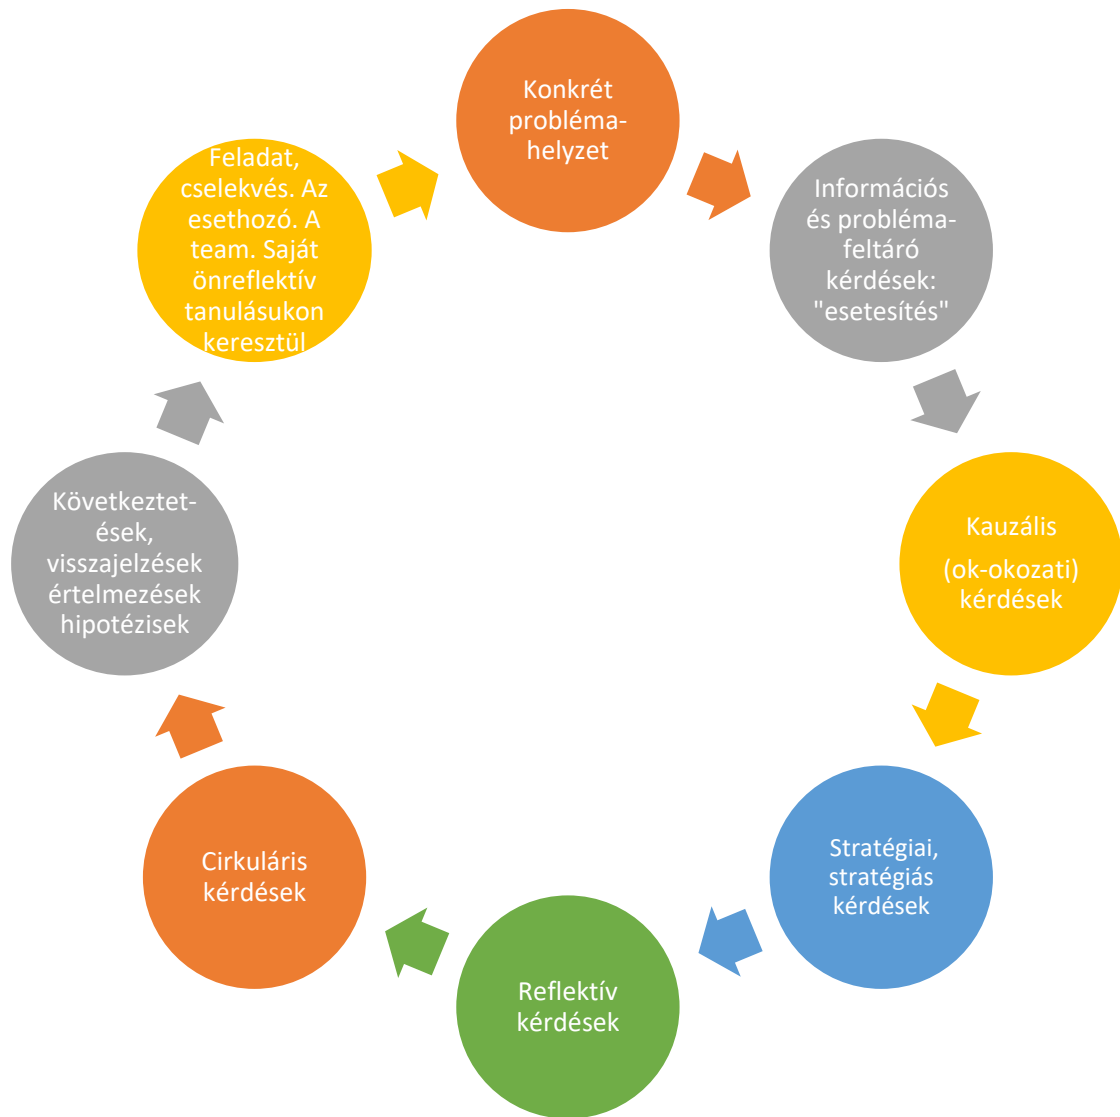 Konkrét
probléma-
helyzet
Információs
és probléma-
feltáró
kérdések:
"esetesítés"
Kauzális
(ok-okozati)
kérdések
Stratégiai,
stratégiás
kérdések
Reflektív
kérdések
Cirkuláris
kérdések
Következtet-
ések,
visszajelzések
értelmezések
hipotézisek
Feladat,
cselekvés. Az
esethozó. A
team. Saját
önreflektív
tanulásukon
keresztül